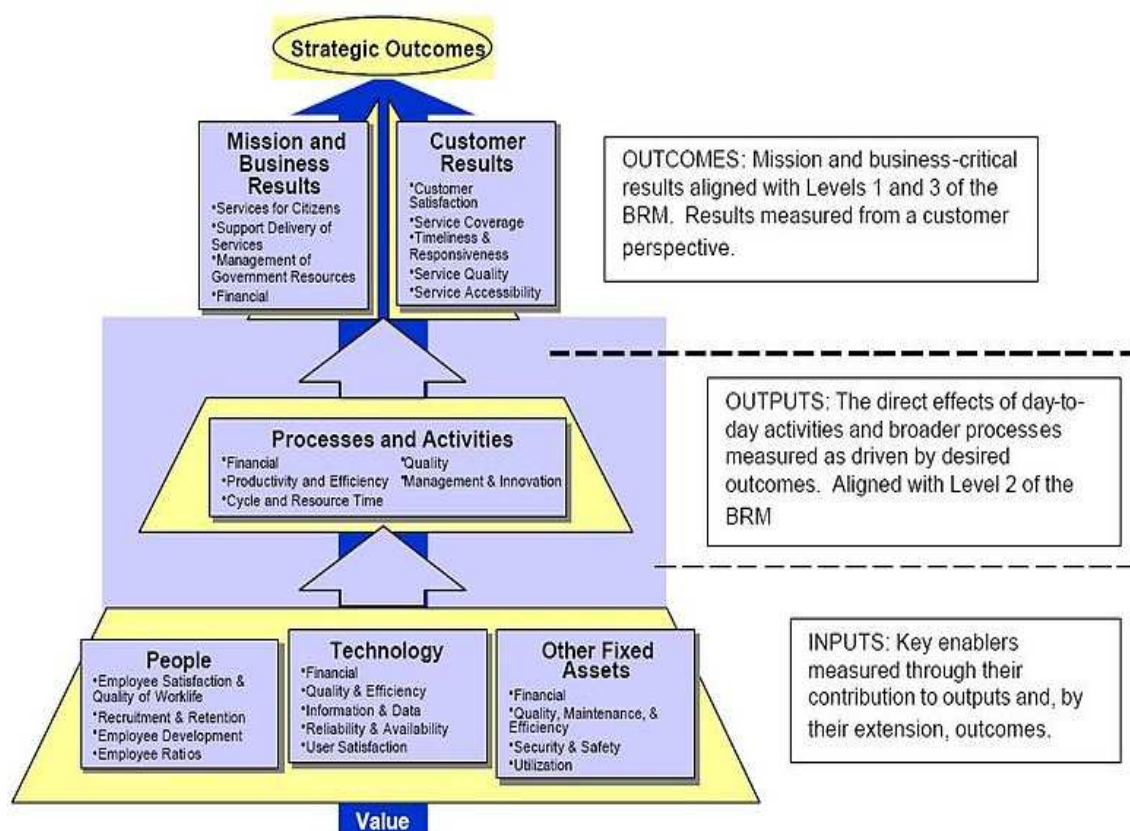 Strategic Outcomes
Mission and
Business
Results
•Services for Citizens
•Support Delivery of
Services
•Management of
Government Resources
•Financial
Customer
Results
•Customer
Satisfaction
•Service Coverage
•Timeliness &
Responsiveness
•Service Quality
•Service Accessibility
OUTCOMES: Mission and business-critical
results aligned with Levels 1 and 3 of the
BRM. Results measured from a customer
perspective.
Processes and Activities
•Financial
•Productivity and Efficiency
•Cycle and Resource Time
•Quality
•Management & Innovation
OUTPUTS: The direct effects of day-to-
day activities and broader processes
measured as driven by desired
outcomes. Aligned with Level 2 of the
BRM
People
•Employee Satisfaction &
Quality of Worklife
•Recruitment & Retention
•Employee Development
•Employee Ratios
Technology
•Financial
•Quality & Efficiency
•Information & Data
•Reliability & Availability
•User Satisfaction
Other Fixed
Assets
•Financial
•Quality, Maintenance, &
Efficiency
•Security & Safety
•Utilization
INPUTS: Key enablers
measured through their
contribution to outputs and, by
their extension, outcomes.
Value